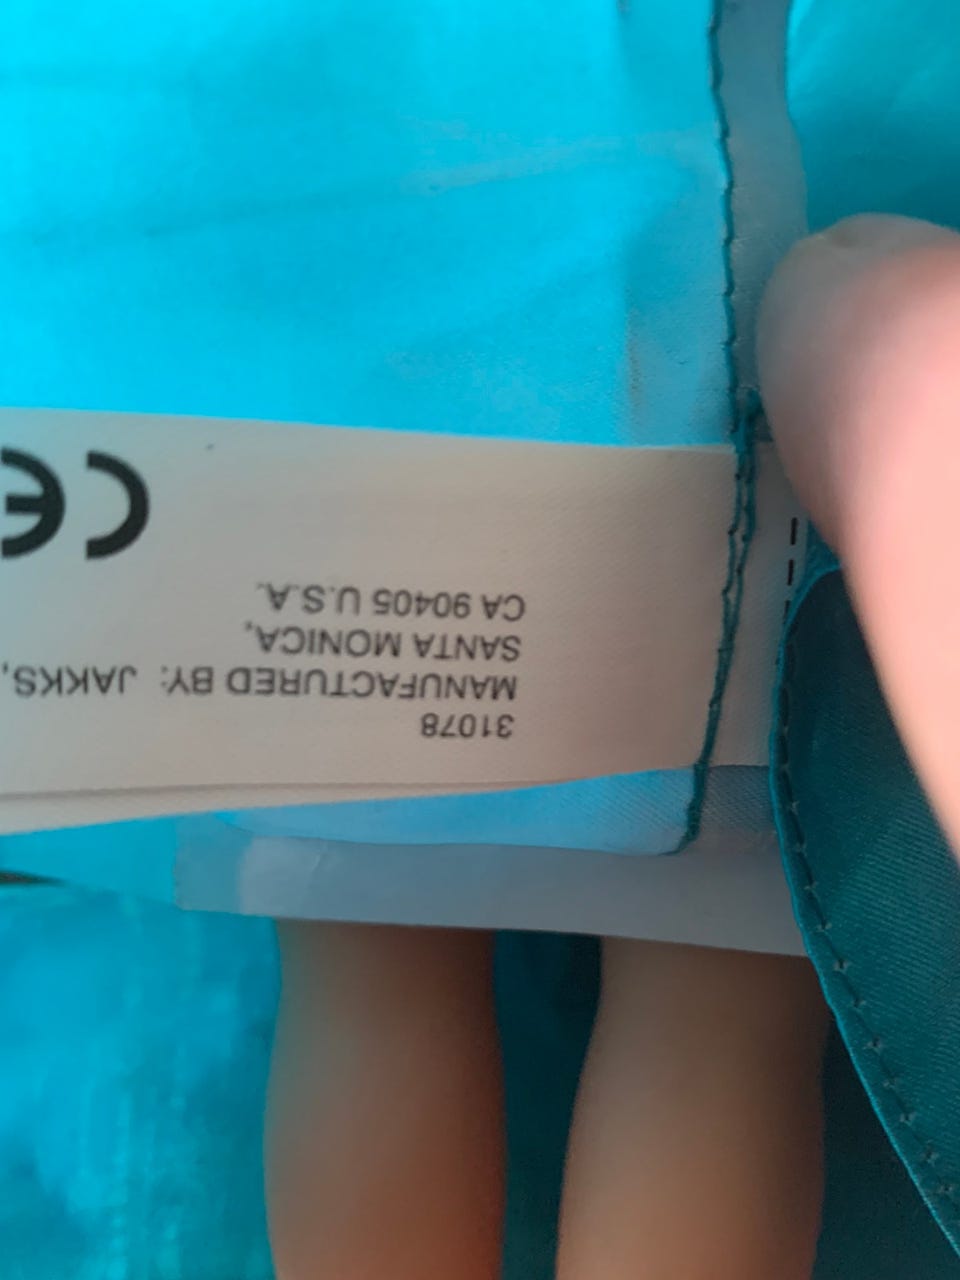 31078
MANUFACTURED BY: JAKKS,
SANTA MONICA,
CA 90405 U.S.A.
CE